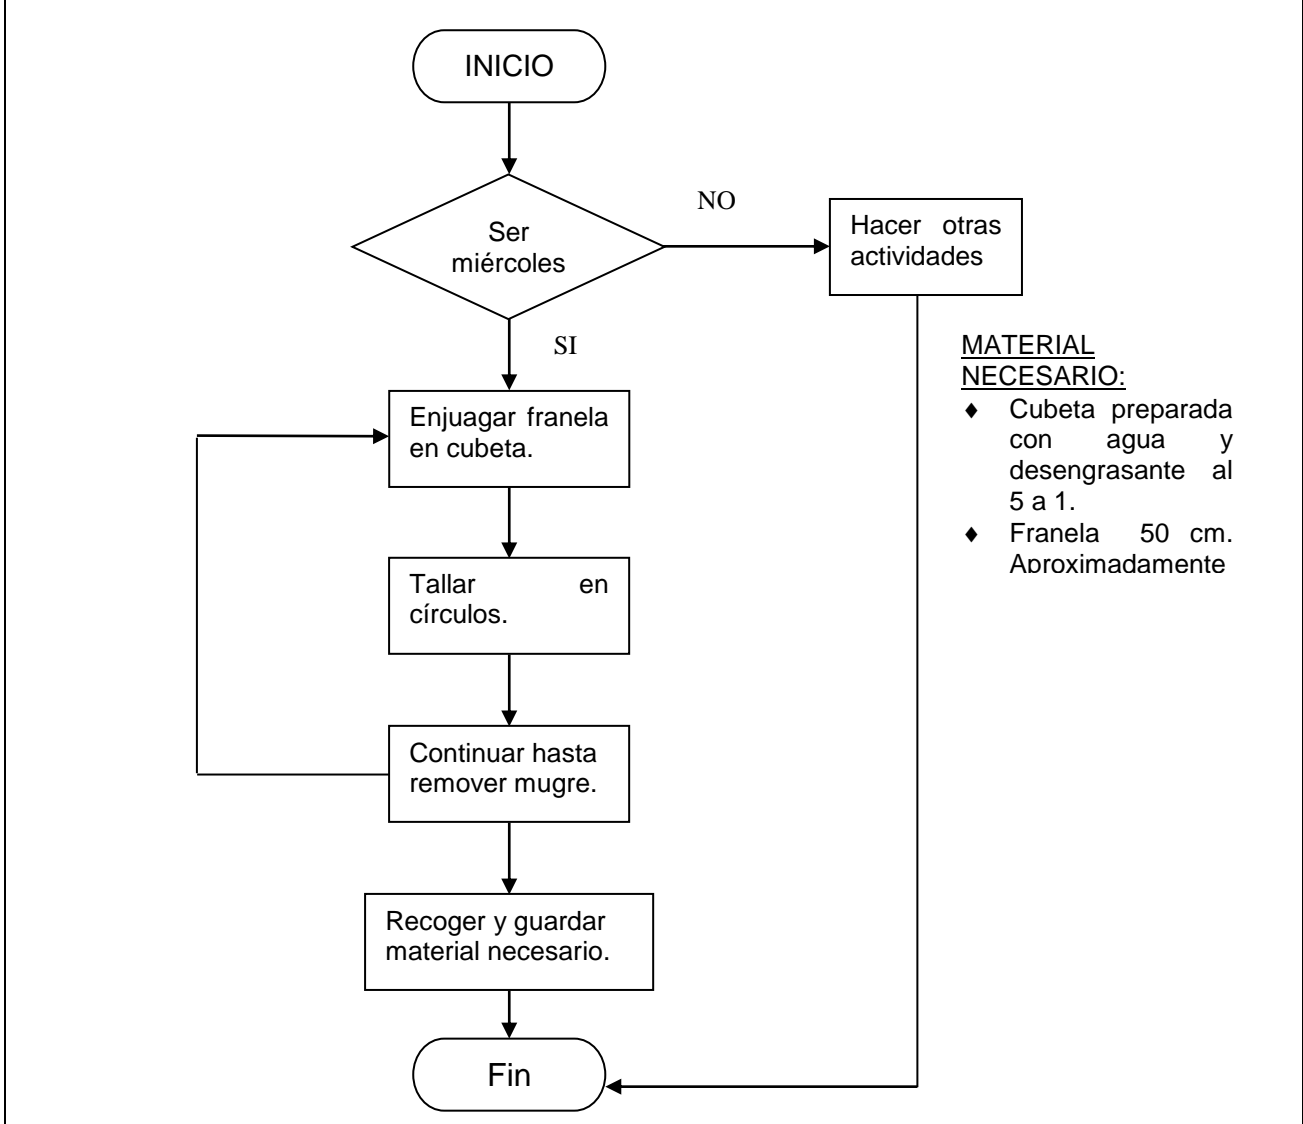 INICIO
Ser
miércoles
NO
Hacer otras
actividades
SI
MATERIAL
NECESARIO:
♦ Cubeta preparada
con agua y
desengrasante al
5 a 1.
♦ Franela 50 cm.
Aproximadamente
Enjuagar franela
en cubeta.
Tallar en
círculos.
Continuar hasta
remover mugre.
Recoger y guardar
material necesario.
Fin